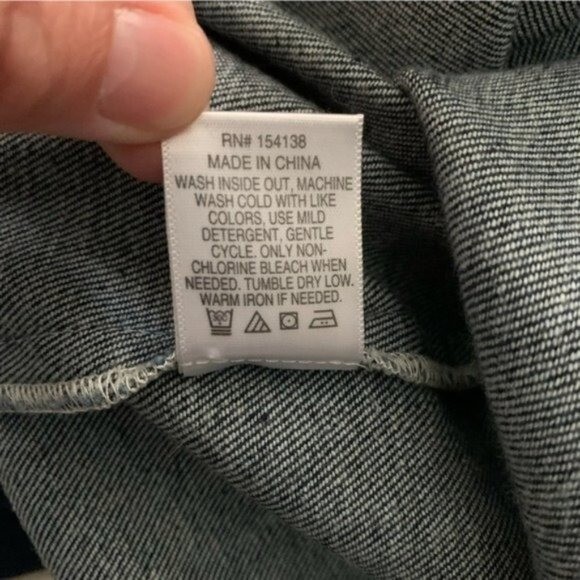 RN# 154138
MADE IN CHINA
WASH INSIDE OUT, MACHINE
WASH COLD WITH LIKE
COLORS, USE MILD
DETERGENT, GENTLE
CYCLE. ONLY NON-
CHLORINE BLEACH WHEN
NEEDED. TUMBLE DRY LOW.
WARM IRON IF NEEDED.